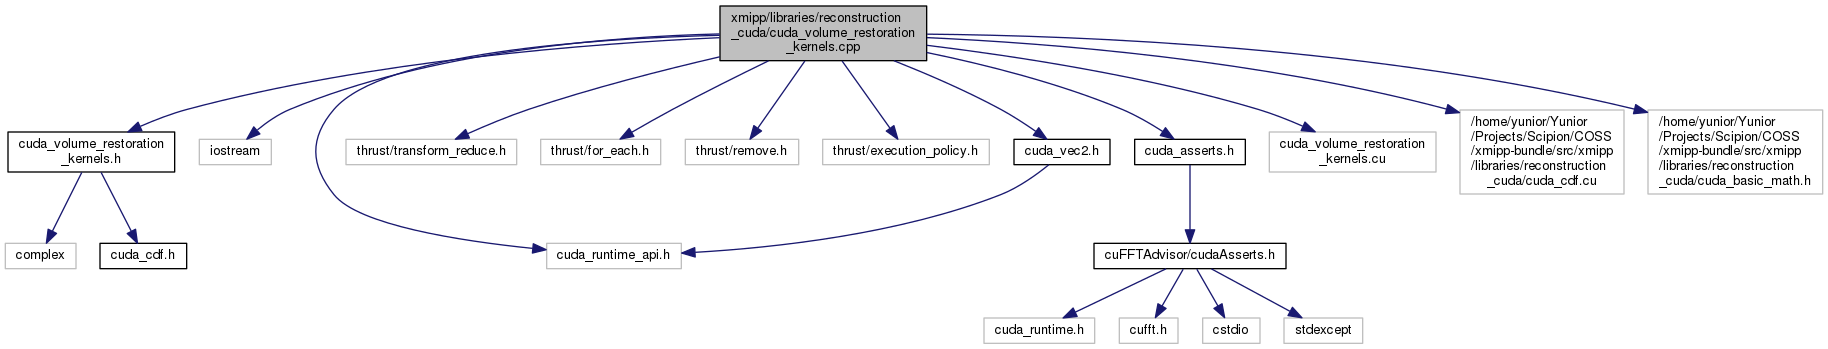 xmipp/libraries/reconstruction
_cuda/cuda_volume_restoration
_kernels.cpp
cuda_volume_restoration
_kernels.h
iostream
thrust/transform_reduce.h
thrust/for_each.h
thrust/remove.h
thrust/execution_policy.h
cuda_vec2.h
cuda_asserts.h
cuda_volume_restoration
_kernels.cu
/home/yunior/Yunior
/Projects/Scipion/COSS
/xmipp-bundle/src/xmipp
/libraries/reconstruction
_cuda/cuda_cdf.cu
/home/yunior/Yunior
/Projects/Scipion/COSS
/xmipp-bundle/src/xmipp
/libraries/reconstruction
_cuda/cuda_basic_math.h
complex
cuda_cdf.h
cuda_runtime_api.h
cuFFTAdvisor/cudaAsserts.h
cuda_runtime.h
cufft.h
cstdio
stdexcept